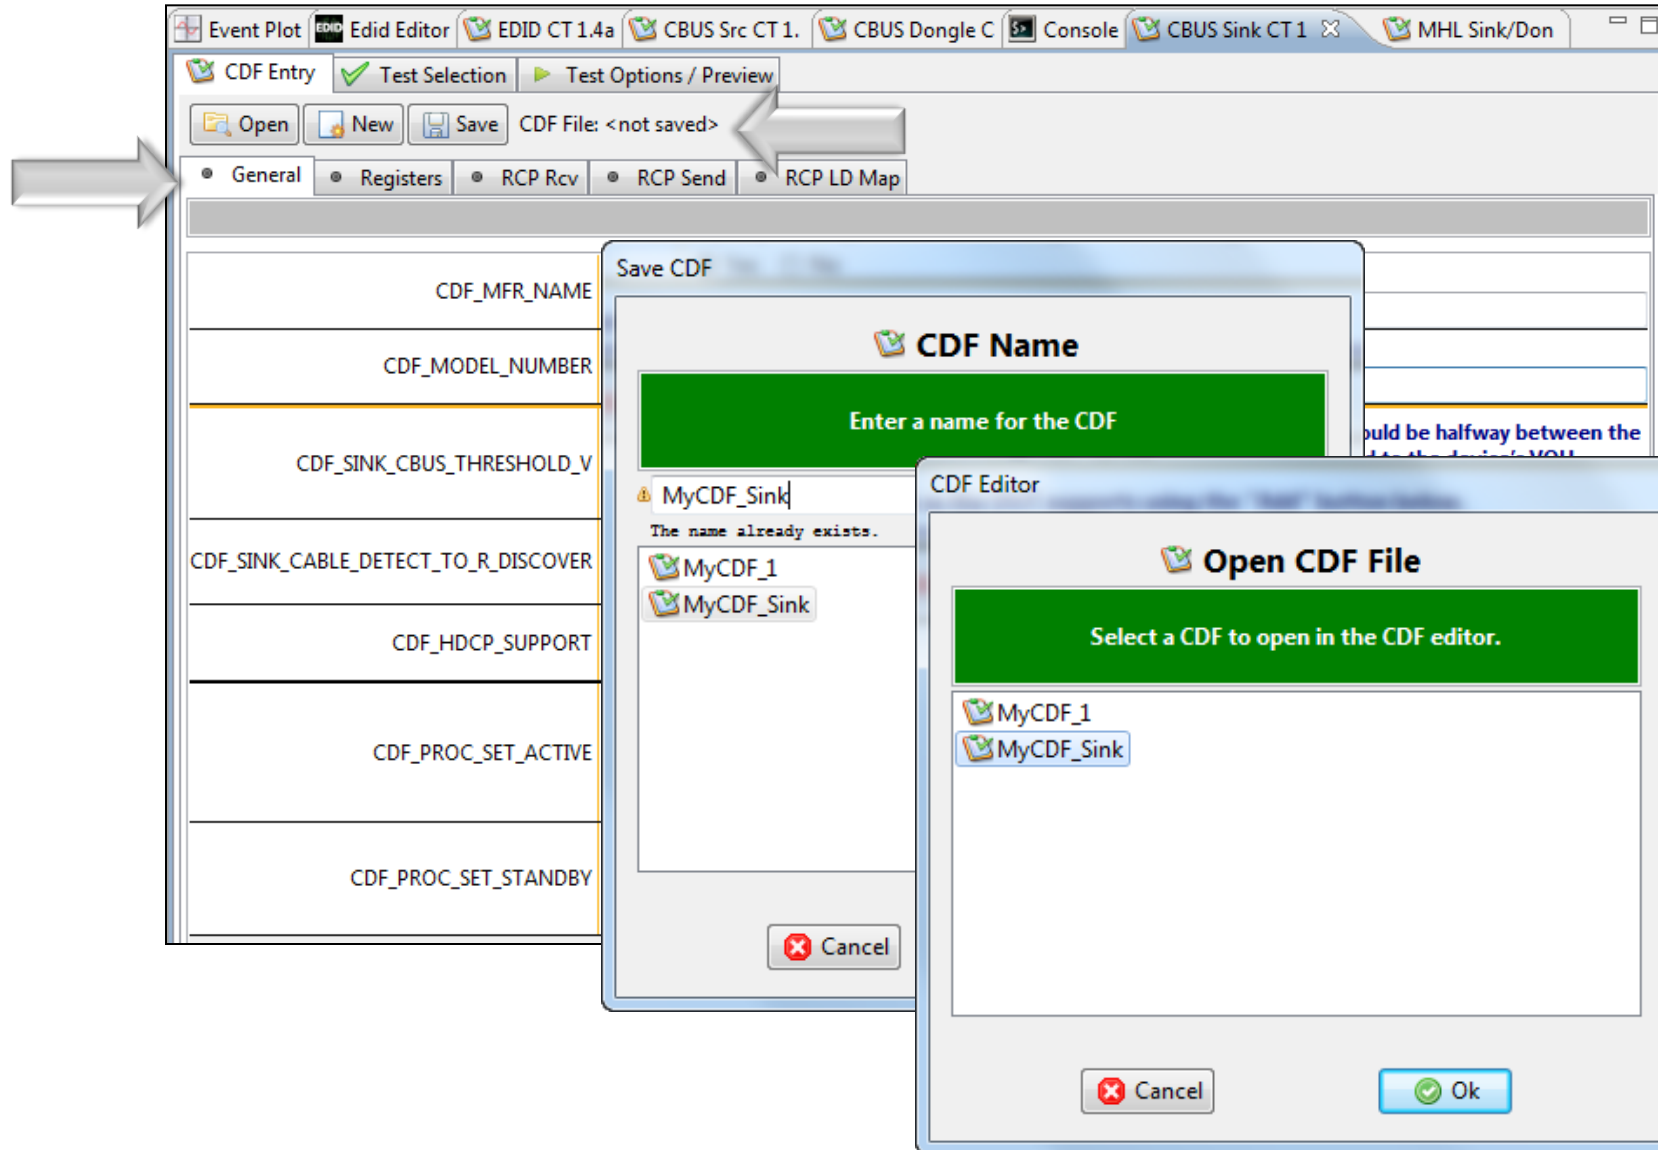 Event Plot EDID Edid Editor EDID CT 1.4a CBUS Src CT 1. CBUS Dongle C Console CBUS Sink CT 1 MHL Sink/Don
CDF Entry Test Selection Test Options / Preview
Open New Save CDF File: <not saved>
General Registers RCP Rcv RCP Send RCP LD Map
CDF_MFR_NAME
CDF_MODEL_NUMBER
CDF_SINK_CBUS_THRESHOLD_V
CDF_SINK_CABLE_DETECT_TO_R_DISCOVER
CDF_HDCP_SUPPORT
CDF_PROC_SET_ACTIVE
CDF_PROC_SET_STANDBY
be halfway between the
Save CDF
CDF Name
Enter a name for the CDF
MyCDF_Sink
The name already exists.
MyCDF_1
MyCDF_Sink
Cancel
CDF Editor
Open CDF File
Select a CDF to open in the CDF editor.
MyCDF_1
MyCDF_Sink
Cancel Ok